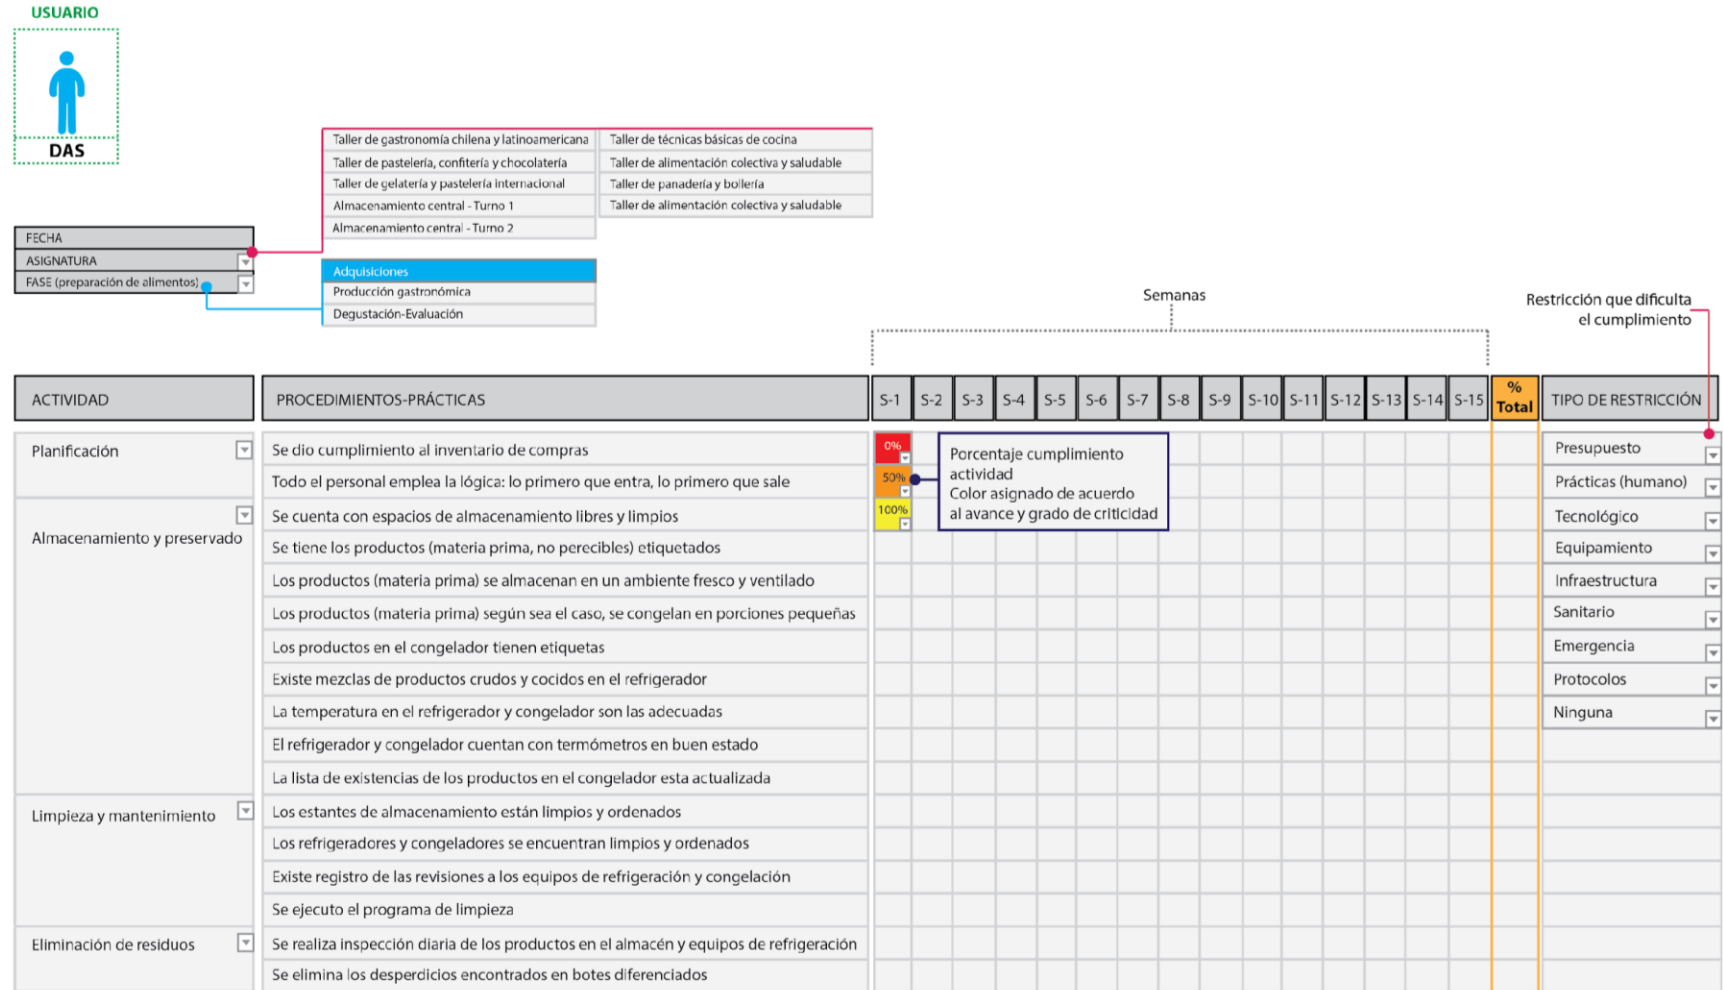 USUARIO
DAS
Taller de gastronomía chilena y latinoamericana
Taller de técnicas básicas de cocina
Taller de pastelería, confitería y chocolatería
Taller de alimentación colectiva y saludable
Taller de gelatería y pastelería internacional
Taller de panadería y bollería
Almacenamiento central - Turno 1
Taller de alimentación colectiva y saludable
Almacenamiento central - Turno 2
FECHA
ASIGNATURA
FASE (preparación de alimentos)
Adquisiciones
Producción gastronómica
Degustación-Evaluación
Semanas
Restricción que dificulta
el cumplimiento
ACTIVIDAD
PROCEDIMIENTOS-PRÁCTICAS
S-1 S-2 S-3 S-4 S-5 S-6 S-7 S-8 S-9 S-10 S-11 S-12 S-13 S-14 S-15
%
Total
TIPO DE RESTRICCIÓN
Planificación
Se dio cumplimiento al inventario de compras
0%
Presupuesto
Todo el personal emplea la lógica: lo primero que entra, lo primero que sale
50%
Prácticas (humano)
Porcentaje cumplimiento
actividad
Color asignado de acuerdo
al avance y grado de criticidad
Almacenamiento y preservado
Se cuenta con espacios de almacenamiento libres y limpios
100%
Tecnológico
Se tiene los productos (materia prima, no perecibles) etiquetados
Equipamiento
Los productos (materia prima) se almacenan en un ambiente fresco y ventilado
Infraestructura
Los productos (materia prima) según sea el caso, se congelan en porciones pequeñas
Sanitario
Los productos en el congelador tienen etiquetas
Emergencia
Existe mezclas de productos crudos y cocidos en el refrigerador
Protocolos
La temperatura en el refrigerador y congelador son las adecuadas
Ninguna
El refrigerador y congelador cuentan con termómetros en buen estado
La lista de existencias de los productos en el congelador esta actualizada
Limpieza y mantenimiento
Los estantes de almacenamiento están limpios y ordenados
Los refrigeradores y congeladores se encuentran limpios y ordenados
Existe registro de las revisiones a los equipos de refrigeración y congelación
Se ejecuto el programa de limpieza
Eliminación de residuos
Se realiza inspección diaria de los productos en el almacén y equipos de refrigeración
Se elimina los desperdicios encontrados en botes diferenciados